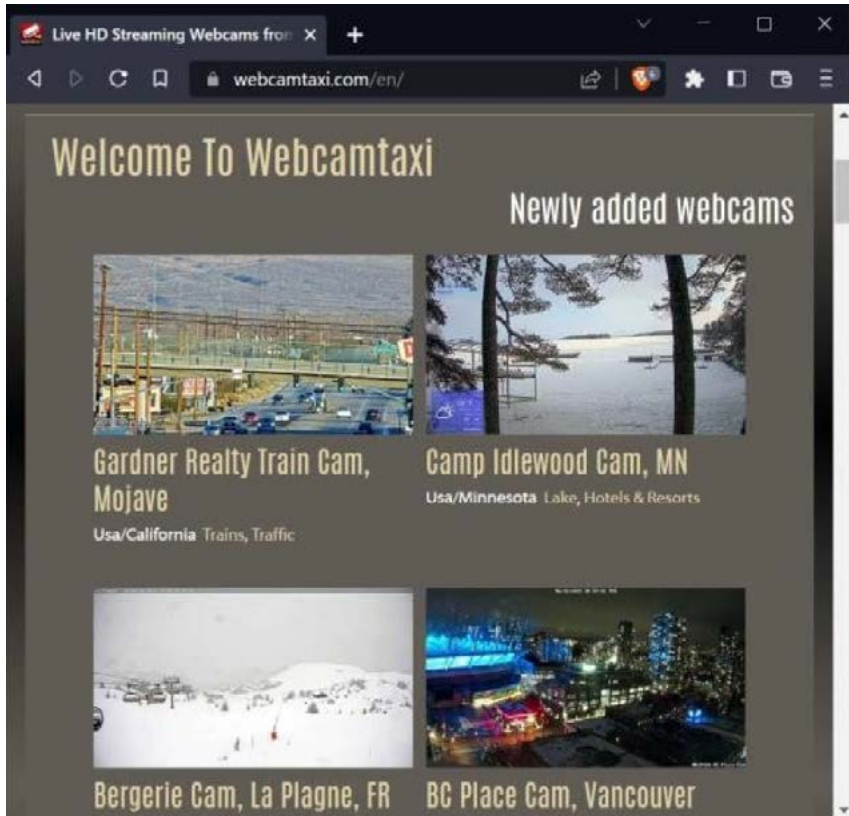 Live HD Streaming Webcams from
webcamtaxi.com/en/
Welcome To Webcamtaxi
Newly added webcams
Gardner Realty Train Cam,
Mojave
Usa/California Trains, Traffic
Camp Idlewood Cam, MN
Usa/Minnesota Lake, Hotels & Resorts
Bergerie Cam, La Plagne, FR
BC Place Cam, Vancouver